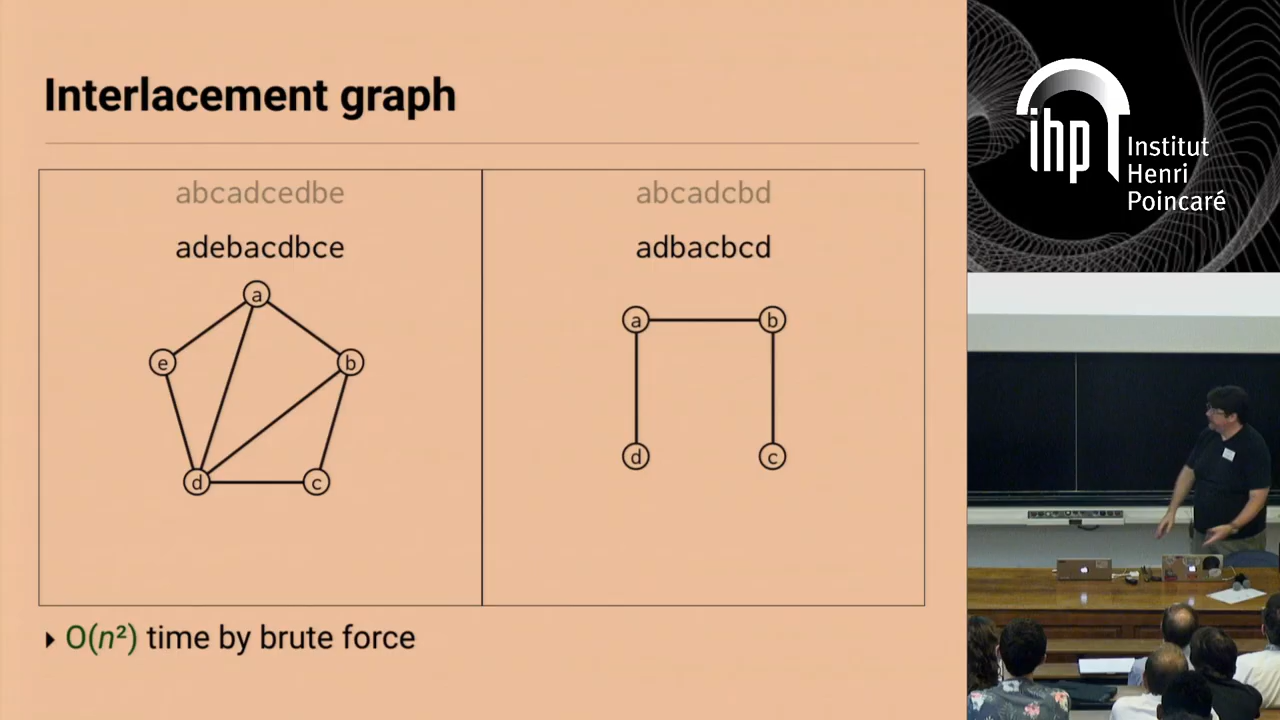 Interlacement graph
abcadcedbe
adebacdbce
a
e
b
d
c
abcadcbd
adbacbcd
a
b
d
c
O(n²) time by brute force
ihp
Institut
Henri
Poincaré